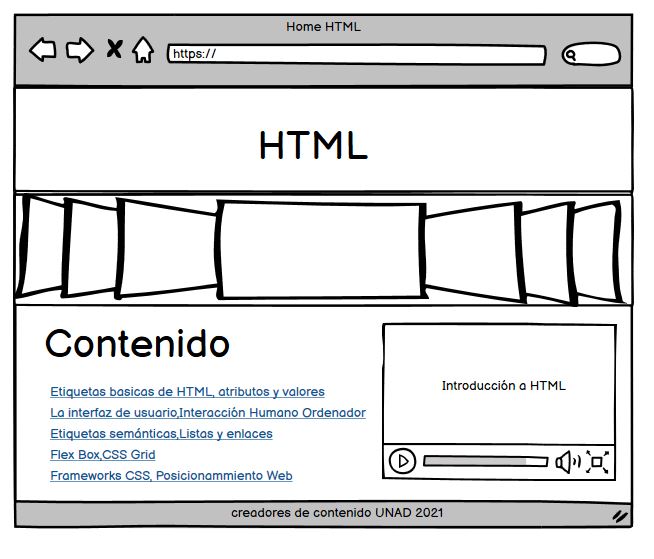 Home HTML
https://
HTML
Contenido
Etiquetas basicas de HTML, atributos y valores
La interfaz de usuario,Interacción Humano Ordenador
Etiquetas semánticas,Listas y enlaces
Flex Box,CSS Grid
Frameworks CSS, Posicionammiento Web
Introducción a HTML
creadores de contenido UNAD 2021